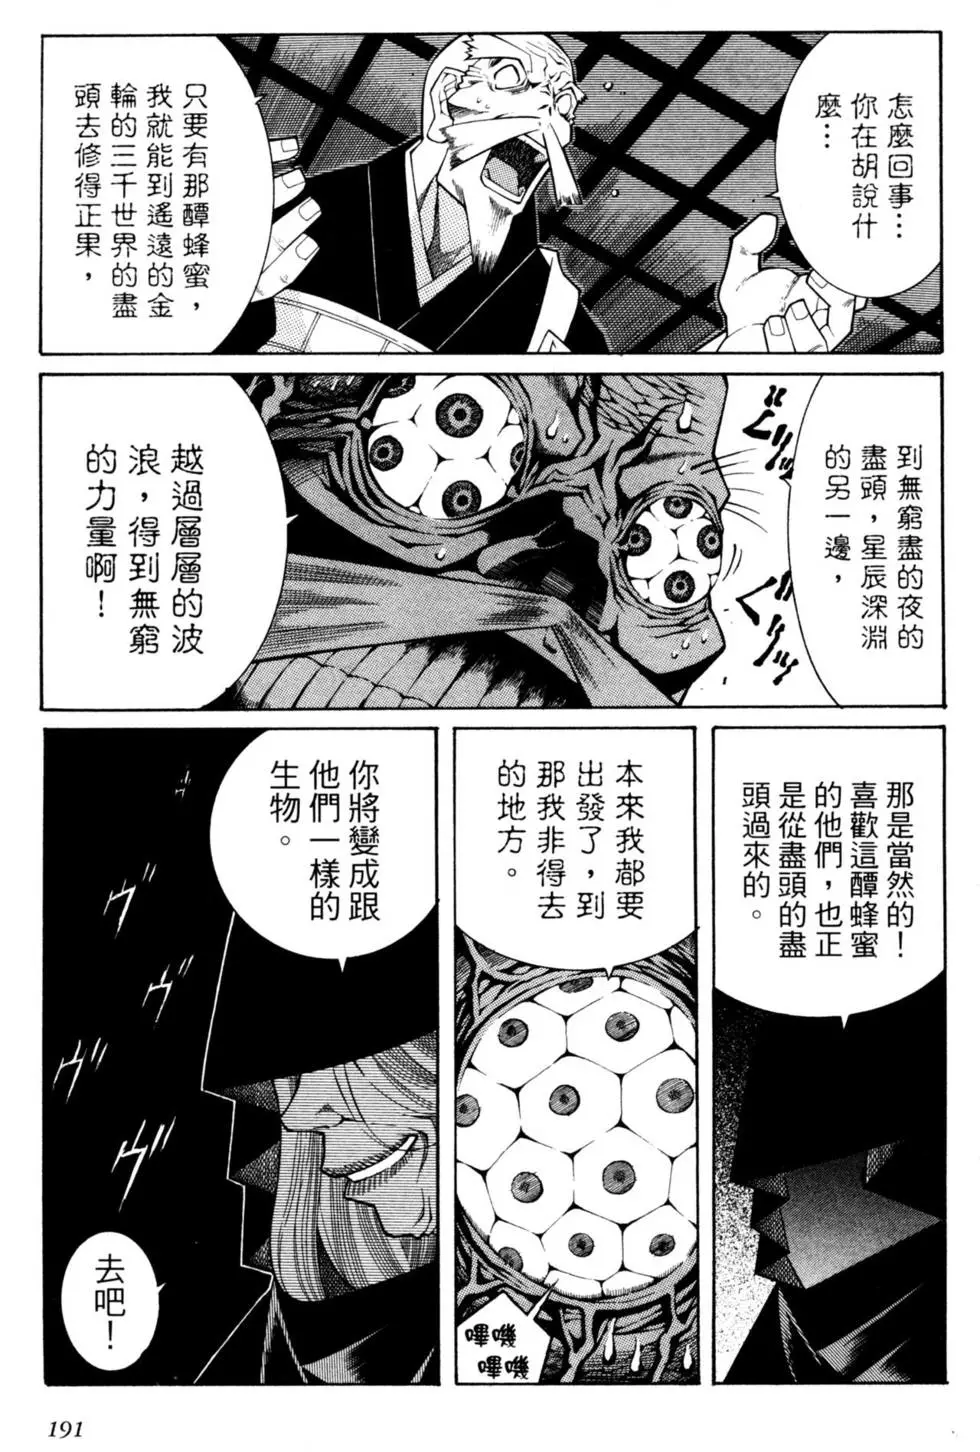 怎麼回事…
你在胡說什
麼…
只要有那醰蜂蜜，
我就能到遙遠的金
輪的三千世界的盡
頭去修得正果，
到無窮盡的夜的
盡頭，星辰深淵
的另一邊，
越過層層的波
浪，得到無窮
的力量啊！
那是當然的！
喜歡這醰蜂蜜
的他們，也正
是從盡頭的盡
頭過來的。
本來我都要
出發了，到
那我非得去
的地方。
嗶嘰
嗶嘰
你將變成跟
他們一樣的
生物。
去吧！
191